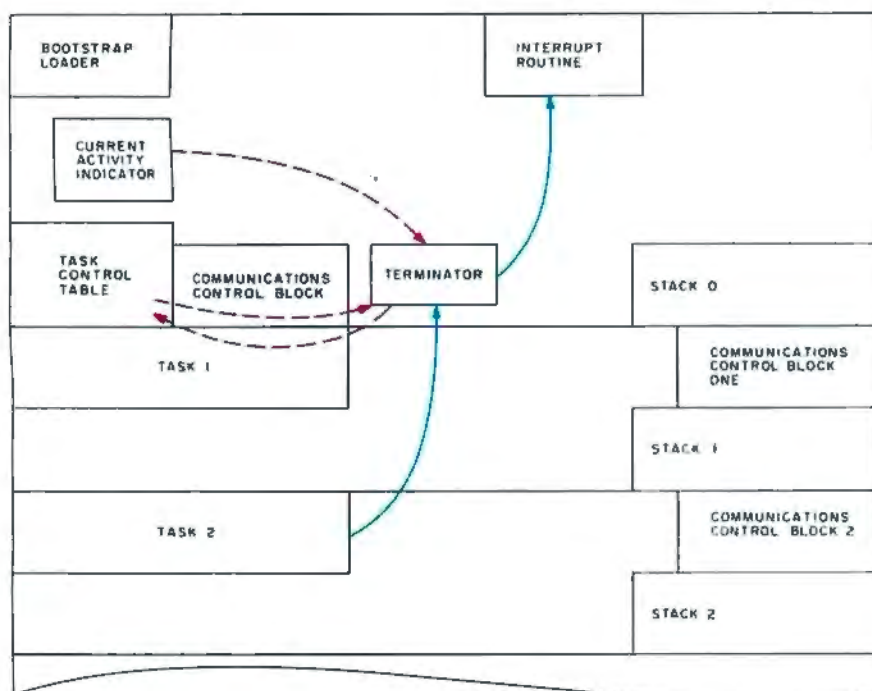 BOOTSTRAP
LOADER
INTERRUPT
ROUTINE
CURRENT
ACTIVITY
INDICATOR
TASK
CONTROL
TABLE
COMMUNICATIONS
CONTROL BLOCK
TERMINATOR
STACK 0
TASK 1
COMMUNICATIONS
CONTROL BLOCK
ONE
STACK 1
TASK 2
COMMUNICATIONS
CONTROL BLOCK 2
STACK 2